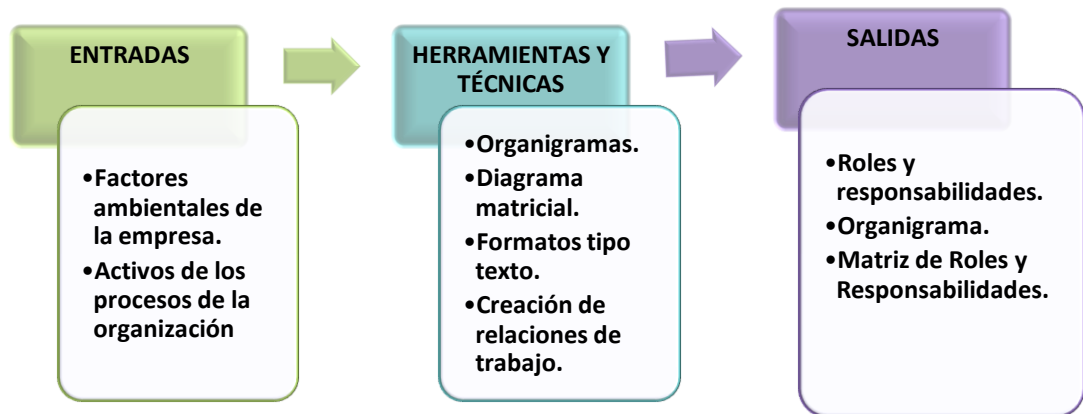 ENTRADAS
•Factores
ambientales de
la empresa.
•Activos de los
procesos de la
organización
HERRAMIENTAS Y
TÉCNICAS
•Organigramas.
•Diagrama
matricial.
•Formatos tipo
texto.
•Creación de
relaciones de
trabajo.
SALIDAS
•Roles y
responsabilidades.
•Organigrama.
•Matriz de Roles y
Responsabilidades.